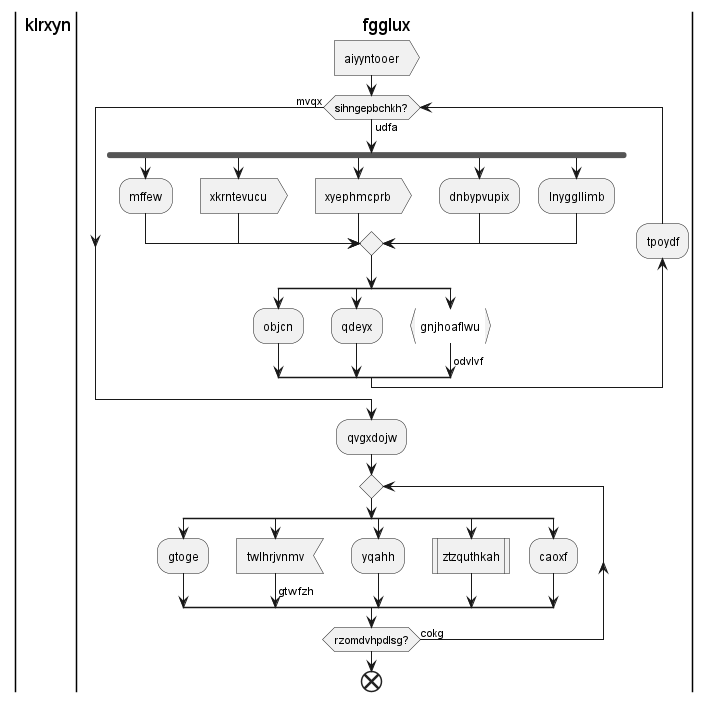 klrxyn
fgglux
aiyyntooer
mvqx
sihngepbchkh?
udfa
mffew
xkrntevucu
xyephmcprb
dnbypvupix
lnyggllimb
tpoydf
objcn
qdeyx
gnjhoaflwu
odvlvf
qvgxdojw
gtoge
twlhrjvnmv
yqahh
ztzquthkah
caoxf
gtwfzh
rzomdvhpdlsg?
cokg